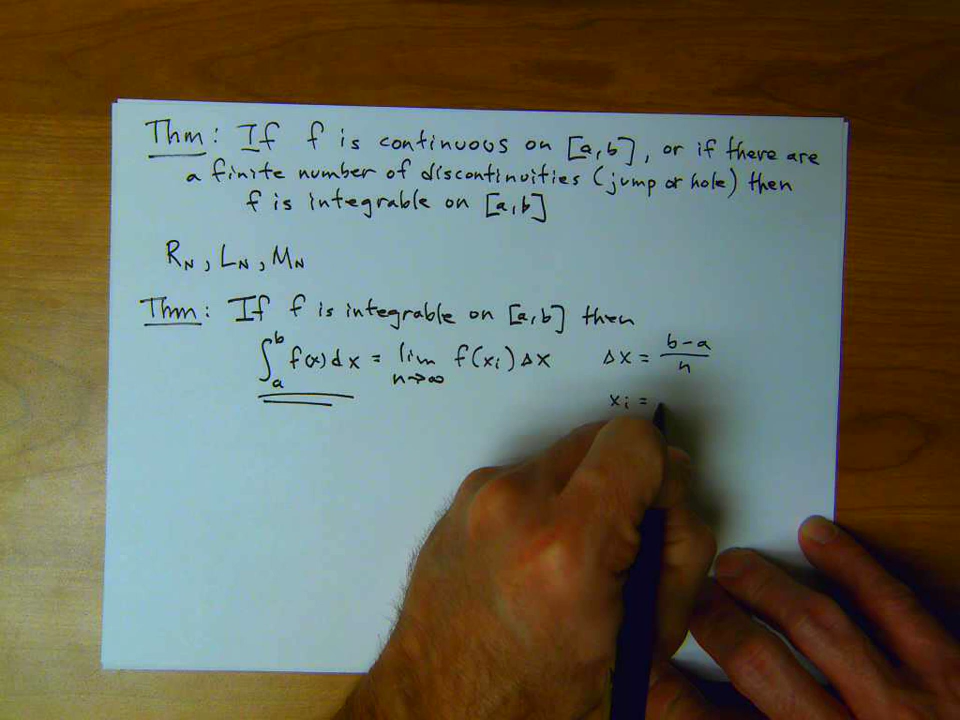 Thm: If f is continuous on [a,b], or if there are
a finite number of discontinuities (jump or hole) then
f is integrable on [a,b]
R_N, L_N, M_N
Thm: If f is integrable on [a,b] then
∫_a^b f(x)dx = lim_{n→∞} f(x_i)Δx    Δx = (b-a)/n
x_i =